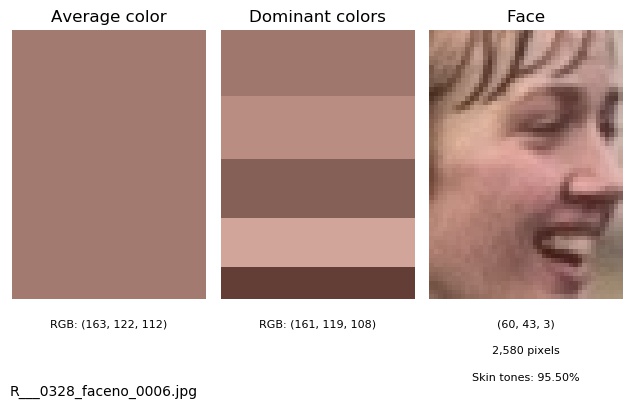 Average color
Dominant colors
Face
RGB: (163, 122, 112)
RGB: (161, 119, 108)
(60, 43, 3)
2,580 pixels
Skin tones: 95.50%
R___0328_faceno_0006.jpg